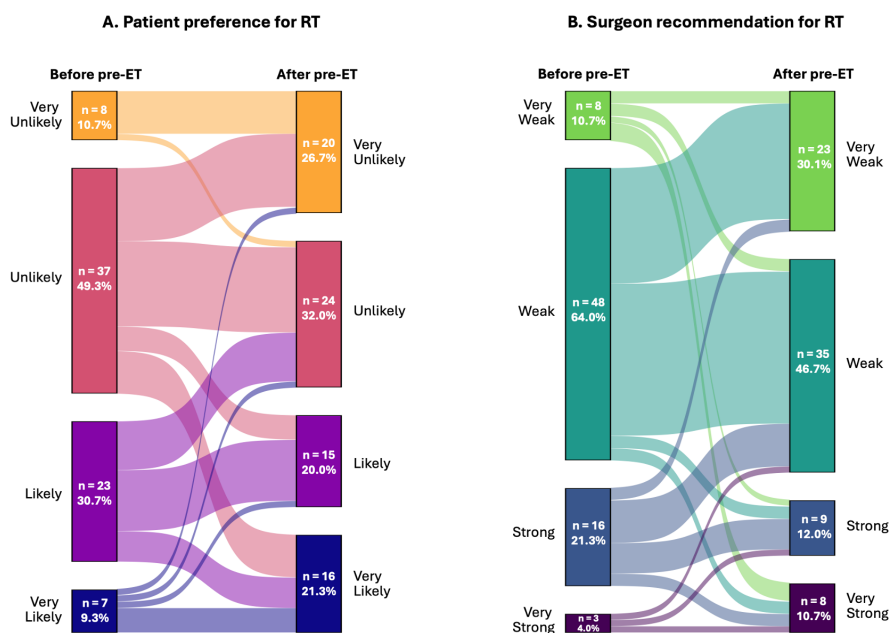 A. Patient preference for RT
Before pre-ET
After pre-ET
Very
Unlikely
n = 8
10.7%
n = 20
26.7%
Very
Unlikely
Unlikely
n = 37
49.3%
n = 24
32.0%
Unlikely
Likely
n = 23
30.7%
n = 15
20.0%
Likely
Very
Likely
n = 7
9.3%
n = 16
21.3%
Very
Likely
B. Surgeon recommendation for RT
Before pre-ET
After pre-ET
Very
Weak
n = 8
10.7%
n = 23
30.1%
Very
Weak
Weak
n = 48
64.0%
n = 35
46.7%
Weak
Strong
n = 16
21.3%
n = 9
12.0%
Strong
Very
Strong
n = 3
4.0%
n = 8
10.7%
Very
Strong